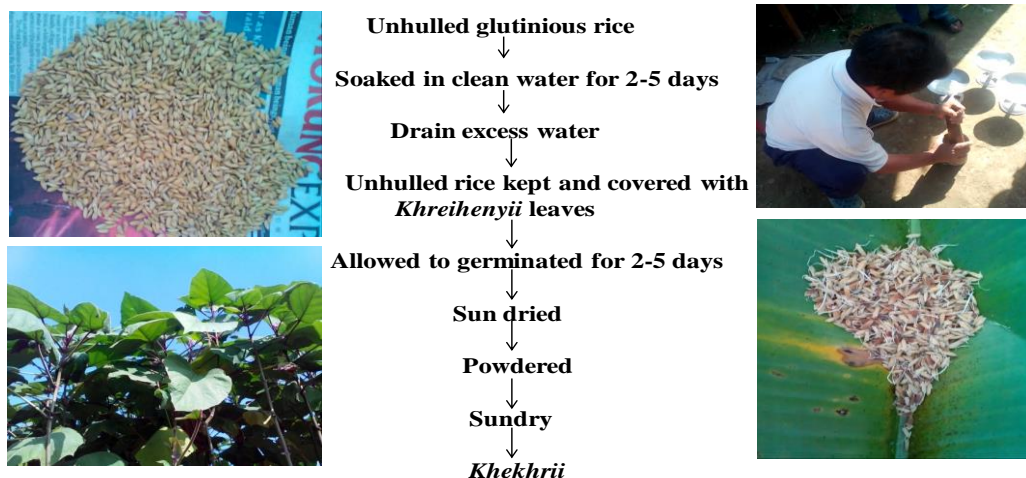 Unhulled glutinious rice
Soaked in clean water for 2-5 days
Drain excess water
Unhulled rice kept and covered with
Khreihenyii leaves
Allowed to germinated for 2-5 days
Sun dried
Powdered
Sundry
Khekhrii